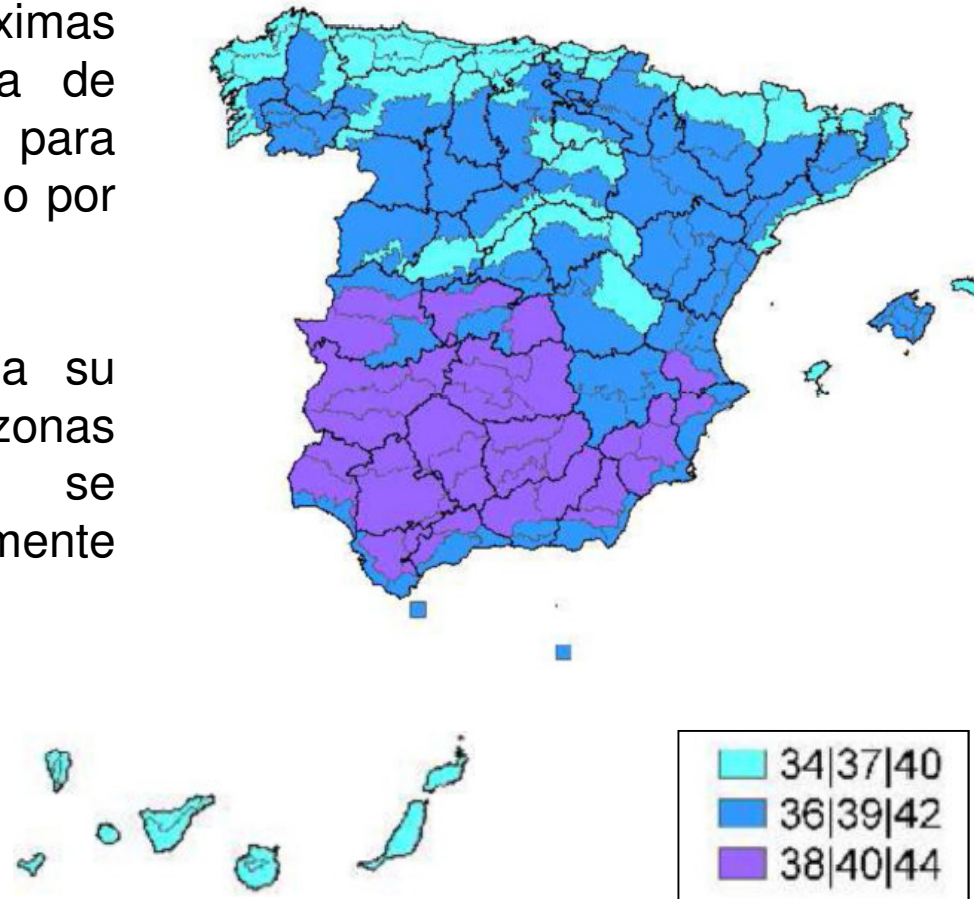 ximas
a de
para
o por
a su
zonas
se
mente
34|37|40
36|39|42
38|40|44